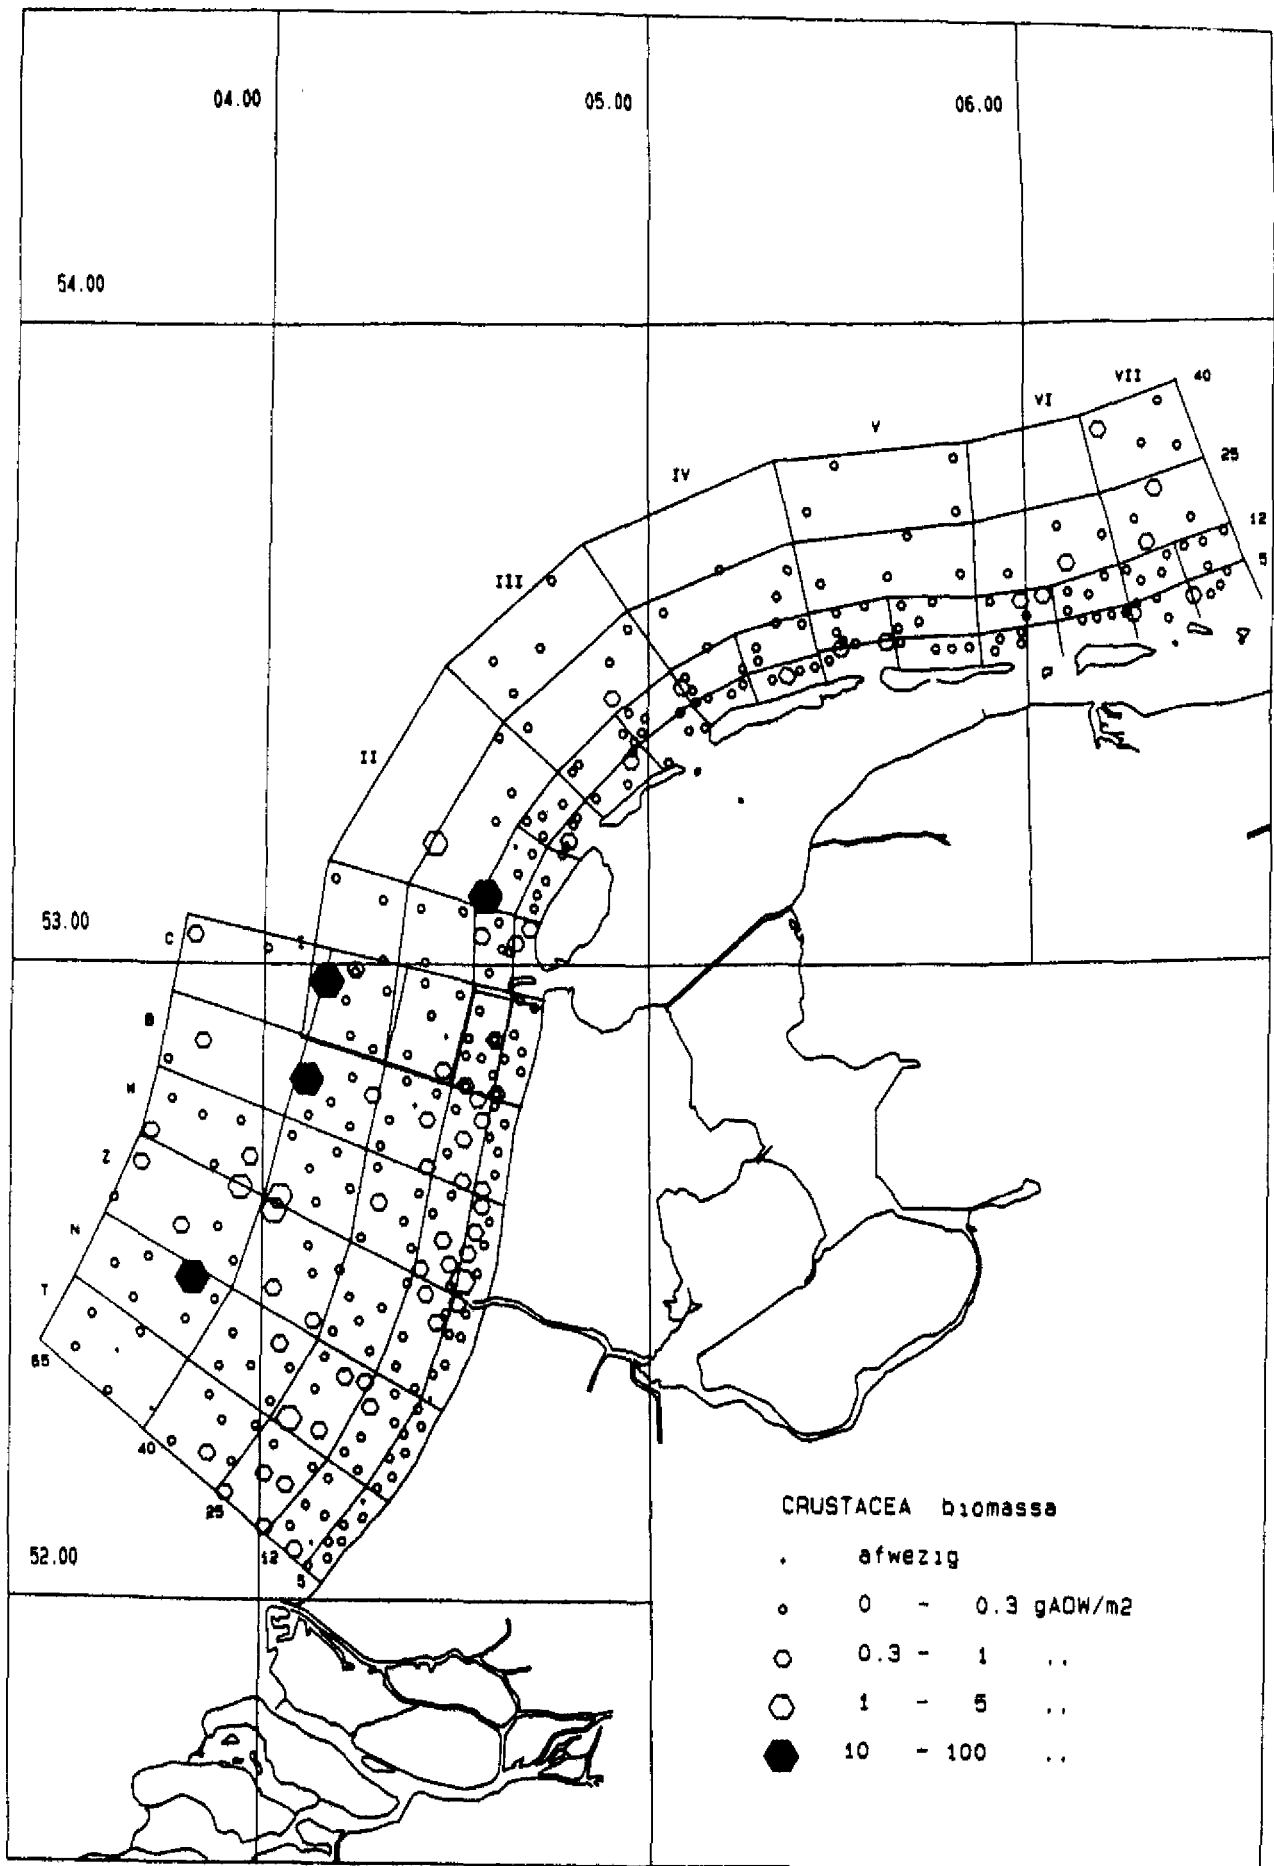 04.00 05.00 06.00
54.00
VII 40
VI
V
25
IV
12
5
III
II
53.00
C
B
W
Z
N
T
65
40
25
12
5
52.00
CRUSTACEA biomassa
afwezig
0 - 0.3 gADW/m2
0.3 - 1 ..
1 - 5 ..
10 - 100 ..